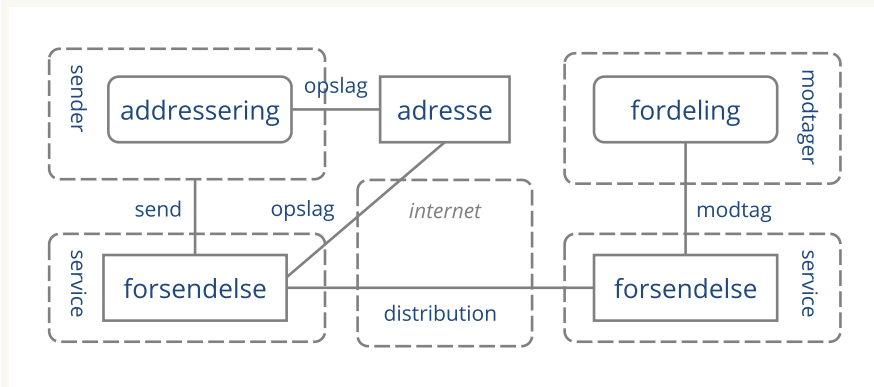 sender
addressering
opslag
adresse
fordeling
modtager
send
opslag
internet
modtag
service
forsendelse
distribution
forsendelse
service